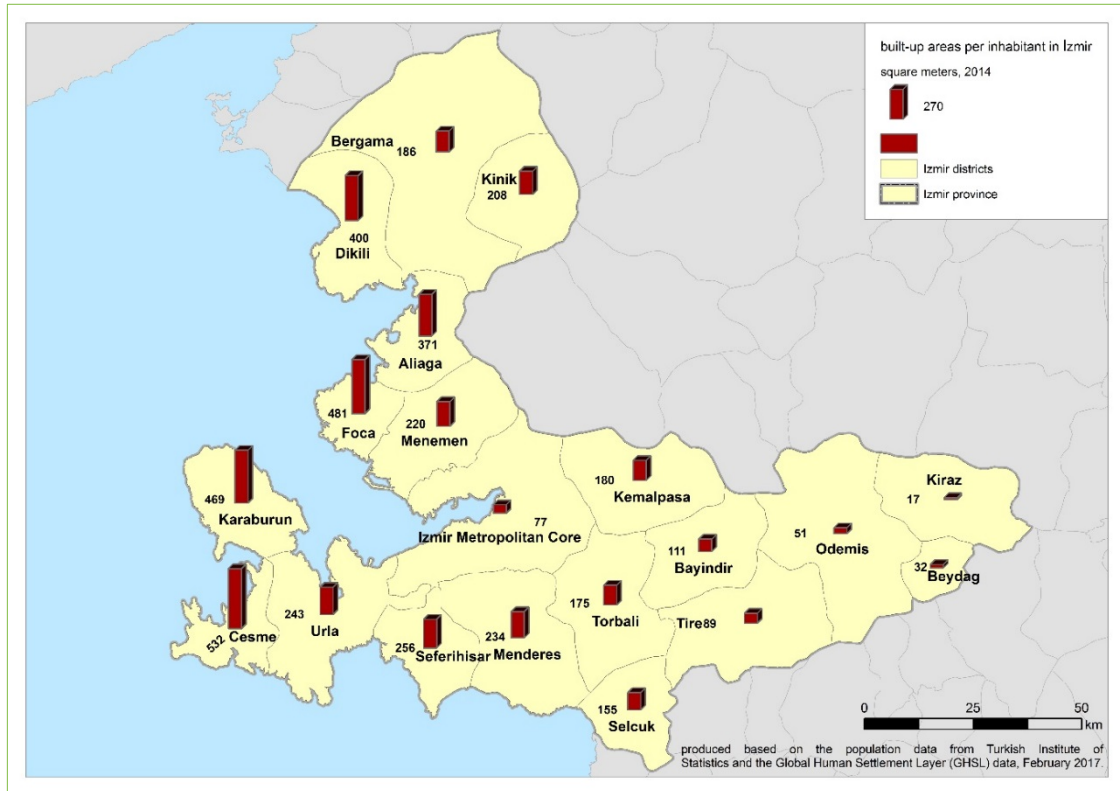 built-up areas per inhabitant in İzmir
square meters, 2014
270
Izmir districts
Izmir province
Bergama
186
Kinik
208
400
Dikili
371
Aliaga
481
Foca
220
Menemen
469
Karaburun
180
Kemalpasa
Kiraz
17
77
Izmir Metropolitan Core
51
Odemis
111
Bayindir
32
Beydag
532 Cesme
243
Urla
175
Torbali
Tire89
256
Seferihisar
234
Menderes
155
Selcuk
0 25 50
km
produced based on the population data from Turkish Institute of
Statistics and the Global Human Settlement Layer (GHSL) data, February 2017.